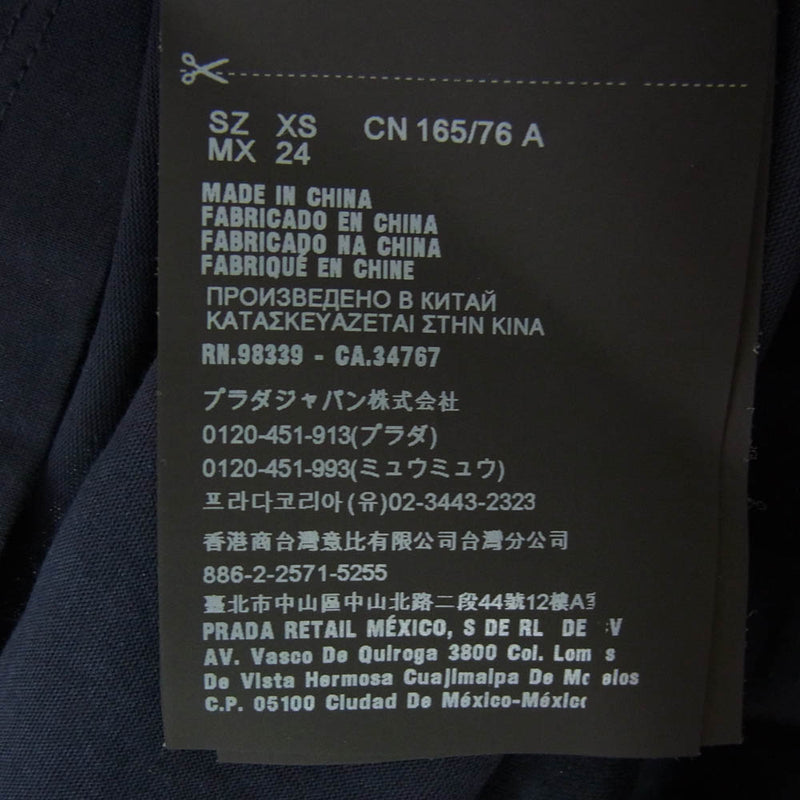 SZ XS CN 165/76 A
MX 24
MADE IN CHINA
FABRICADO EN CHINA
FABRICADO NA CHINA
FABRIQUÉ EN CHINE
ПРОИЗВЕДЕНО В КИТАЙ
ΚΑΤΑΣΚΕΥΑΖΕΤΑΙ ΣΤΗΝ ΚΙΝΑ
RN.98339 - CA.34767
プラダジャパン株式会社
0120-451-913(プラダ)
0120-451-993(ミュウミュウ)
프라다코리아(유)02-3443-2323
香港商台灣意比有限公司台灣分公司
886-2-2571-5255
臺北市中山區中山北路二段44號12樓
PRADA RETAIL MÉXICO, S DE RL DE V
AV. Vasco De Quiroga 3800 Col. Lom s
De Vista Hermosa Cuajimalpa De
C.P. 05100 Ciudad De México-Méxic